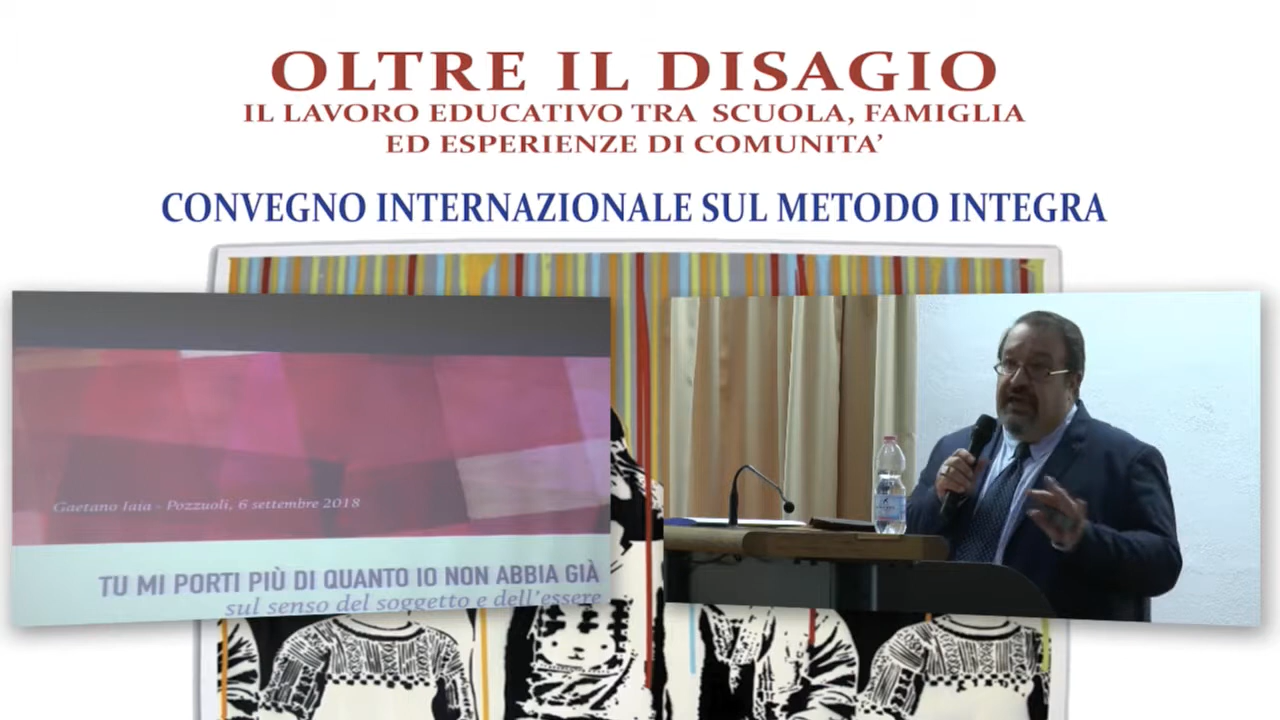 OLTRE IL DISAGIO
IL LAVORO EDUCATIVO TRA SCUOLA, FAMIGLIA
ED ESPERIENZE DI COMUNITA'
CONVEGNO INTERNAZIONALE SUL METODO INTEGRA
Gaetano Iaia - Pozzuoli, 6 settembre 2018
TU MI PORTI PIÙ DI QUANTO IO NON ABBIA GIÀ
sul senso del soggetto e dell'essere